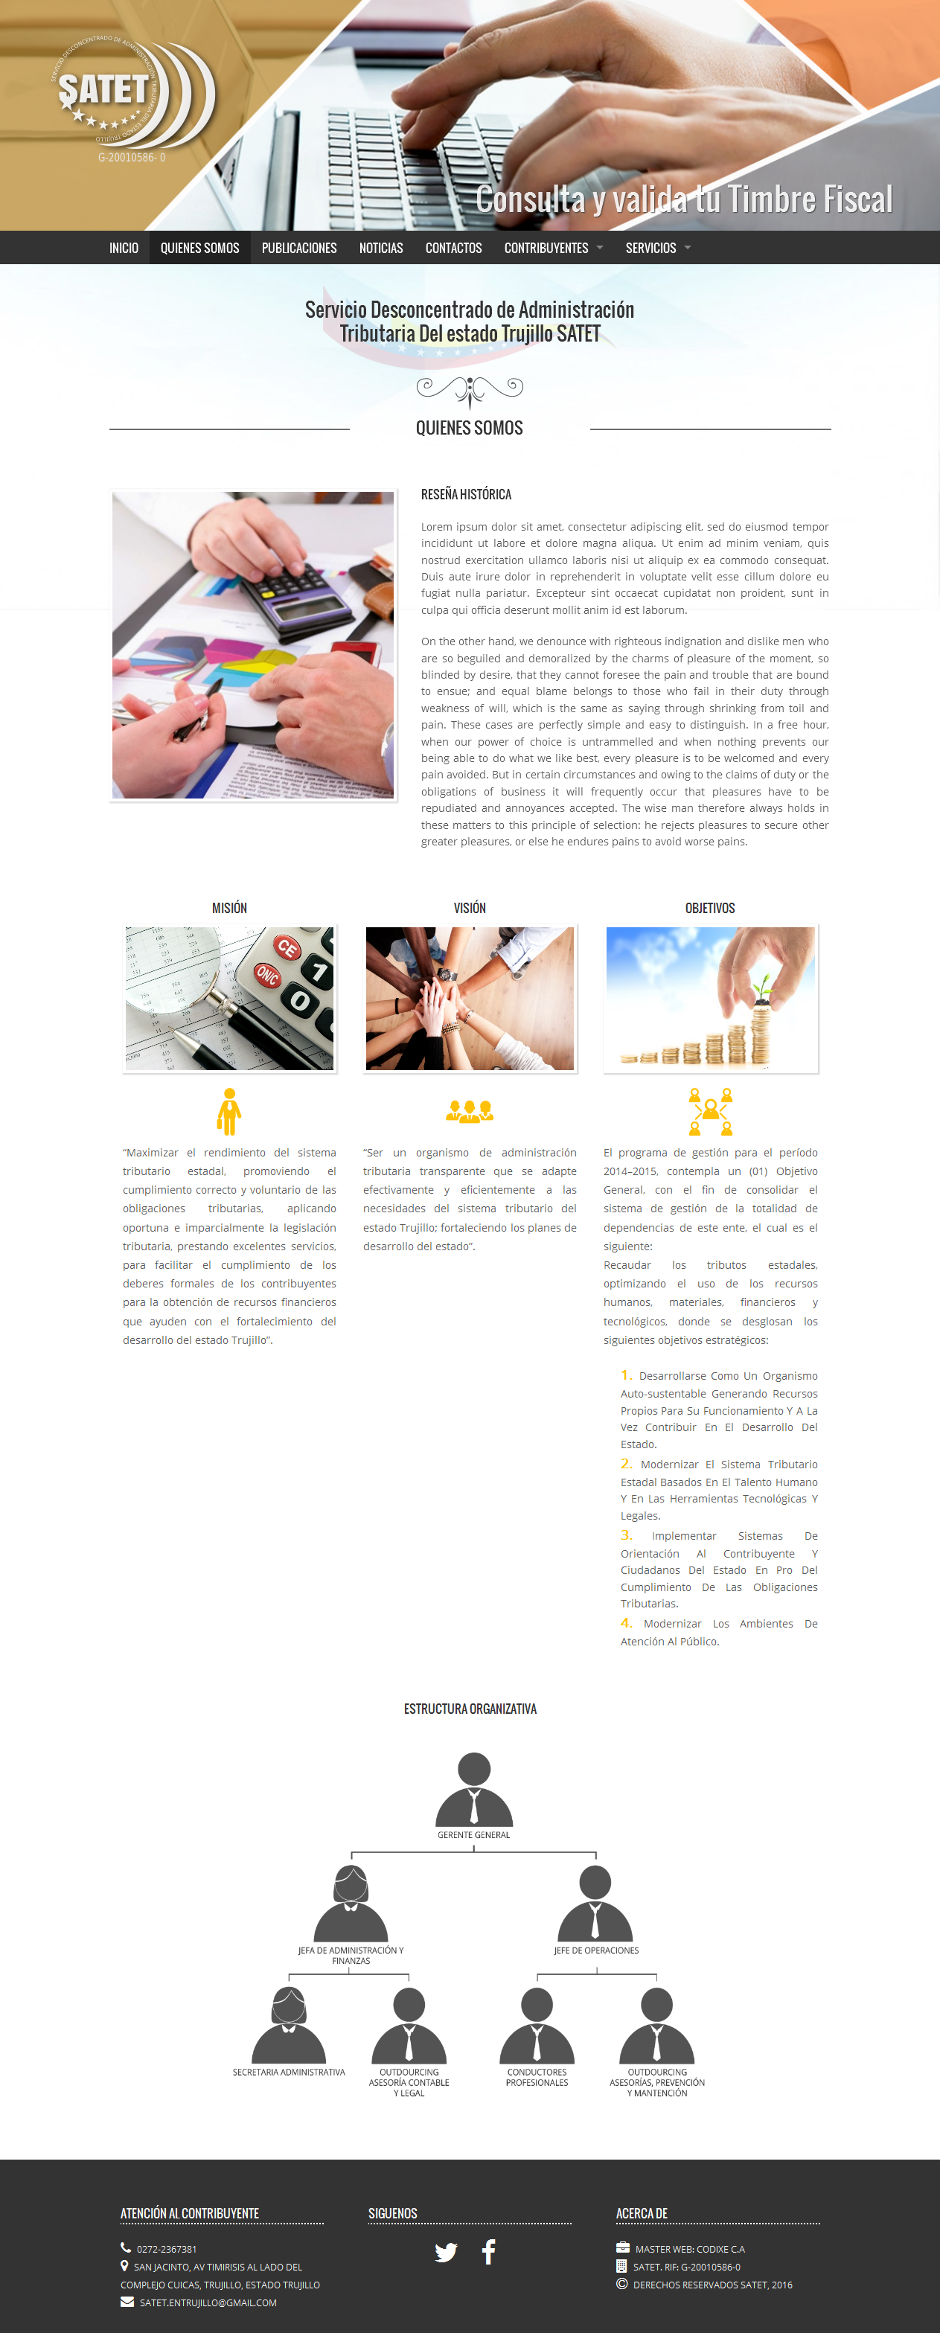 SERVICIO DESCONCENTRADO DE ADMINISTRACIÓN TRIBUTARIA DEL ESTADO TRUJILLO
SATET
G-20010586- 0
Consulta y valida tu Timbre Fiscal
INICIO QUIENES SOMOS PUBLICACIONES NOTICIAS CONTACTOS CONTRIBUYENTES SERVICIOS
Servicio Desconcentrado de Administración
Tributaria Del estado Trujillo SATET
QUIENES SOMOS
RESEÑA HISTÓRICA
Lorem ipsum dolor sit amet, consectetur adipiscing elit, sed do eiusmod tempor
incididunt ut labore et dolore magna aliqua. Ut enim ad minim veniam, quis
nostrud exercitation ullamco laboris nisi ut aliquip ex ea commodo consequat.
Duis aute irure dolor in reprehenderit in voluptate velit esse cillum dolore eu
fugiat nulla pariatur. Excepteur sint occaecat cupidatat non proident, sunt in
culpa qui officia deserunt mollit anim id est laborum.
On the other hand, we denounce with righteous indignation and dislike men who
are so beguiled and demoralized by the charms of pleasure of the moment, so
blinded by desire, that they cannot foresee the pain and trouble that are bound
to ensue; and equal blame belongs to those who fail in their duty through
weakness of will, which is the same as saying through shrinking from toil and
pain. These cases are perfectly simple and easy to distinguish. In a free hour,
when our power of choice is untrammelled and when nothing prevents our
being able to do what we like best, every pleasure is to be welcomed and every
pain avoided. But in certain circumstances and owing to the claims of duty or the
obligations of business it will frequently occur that pleasures have to be
repudiated and annoyances accepted. The wise man therefore always holds in
these matters to this principle of selection: he rejects pleasures to secure other
greater pleasures, or else he endures pains to avoid worse pains.
MISIÓN
CE
ON/C
1
0
"Maximizar el rendimiento del sistema
tributario estadal, promoviendo el
cumplimiento correcto y voluntario de las
obligaciones tributarias, aplicando
oportuna e imparcialmente la legislación
tributaria, prestando excelentes servicios,
para facilitar el cumplimiento de los
deberes formales de los contribuyentes
para la obtención de recursos financieros
que ayuden con el fortalecimiento del
desarrollo del estado Trujillo".
VISIÓN
"Ser un organismo de administración
tributaria transparente que se adapte
efectivamente y eficientemente a las
necesidades del sistema tributario del
estado Trujillo; fortaleciendo los planes de
desarrollo del estado".
OBJETIVOS
El programa de gestión para el período
2014–2015, contempla un (01) Objetivo
General, con el fin de consolidar el
sistema de gestión de la totalidad de
dependencias de este ente, el cual es el
siguiente:
Recaudar los tributos estadales,
optimizando el uso de los recursos
humanos, materiales, financieros y
tecnológicos, donde se desglosan los
siguientes objetivos estratégicos:
1. Desarrollarse Como Un Organismo
Auto-sustentable Generando Recursos
Propios Para Su Funcionamiento Y A La
Vez Contribuir En El Desarrollo Del
Estado.
2. Modernizar El Sistema Tributario
Estadal Basados En El Talento Humano
Y En Las Herramientas Tecnológicas Y
Legales.
3. Implementar Sistemas De
Orientación Al Contribuyente Y
Ciudadanos Del Estado En Pro Del
Cumplimiento De Las Obligaciones
Tributarias.
4. Modernizar Los Ambientes De
Atención Al Público.
ESTRUCTURA ORGANIZATIVA
GERENTE GENERAL
JEFA DE ADMINISTRACIÓN Y
FINANZAS
JEFE DE OPERACIONES
SECRETARIA ADMINISTRATIVA
OUTDOURCING
ASESORÍA CONTABLE
Y LEGAL
CONDUCTORES
PROFESIONALES
OUTDOURCING
ASESORÍAS, PREVENCIÓN
Y MANTENCIÓN
ATENCIÓN AL CONTRIBUYENTE
0272-2367381
SAN JACINTO, AV TIMIRISIS AL LADO DEL
COMPLEJO CUICAS, TRUJILLO, ESTADO TRUJILLO
SATET.ENTRUJILLO@GMAIL.COM
SIGUENOS
ACERCA DE
MASTER WEB: CODIXE C.A
SATET. RIF: G-20010586-0
© DERECHOS RESERVADOS SATET, 2016